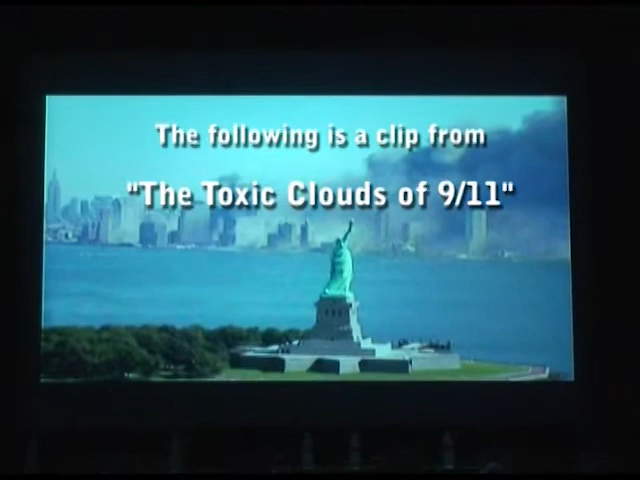 The following is a clip from
"The Toxic Clouds of 9/11"